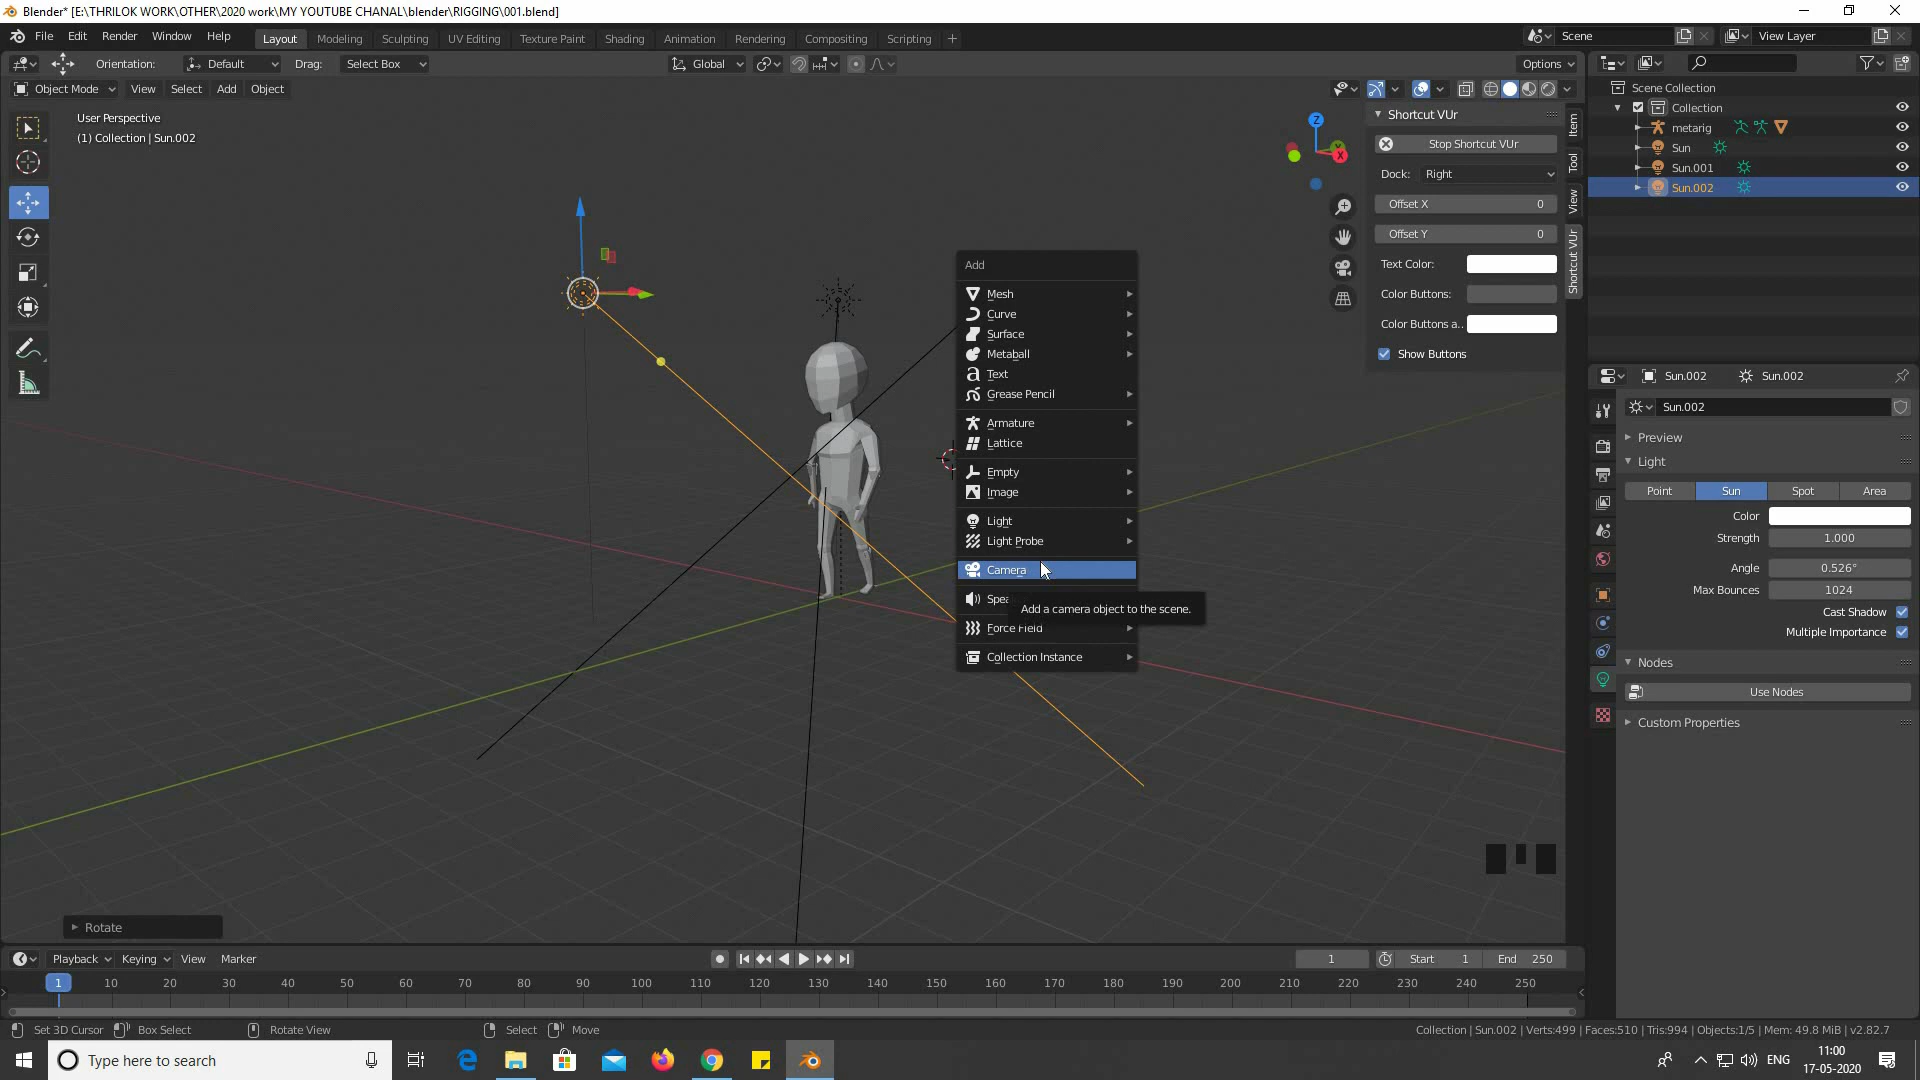 Blender* [E:\THRILOK WORK\OTHER\2020 work\MY YOUTUBE CHANAL\blender\RIGGING\001.blend]
File Edit Render Window Help Layout Modeling Sculpting UV Editing Texture Paint Shading Animation Rendering Compositing Scripting + Scene View Layer
Orientation: Default Drag: Select Box Global Options
Object Mode View Select Add Object
User Perspective
(1) Collection | Sun.002
Z
X
Shortcut VUr
Stop Shortcut VUr
Dock: Right
Offset X 0
Offset Y 0
Text Color:
Color Buttons:
Color Buttons a..
Show Buttons
Item
Tool
View
Shortcut VUr
Add
Mesh
Curve
Surface
Metaball
Text
Grease Pencil
Armature
Lattice
Empty
Image
Light
Light Probe
Camera
Spea
Add a camera object to the scene.
Force Field
Collection Instance
Rotate
Scene Collection
Collection
metarig
Sun
Sun.001
Sun.002
Sun.002 Sun.002
Sun.002
Preview
Light
Point Sun Spot Area
Color
Strength 1.000
Angle 0.526°
Max Bounces 1024
Cast Shadow
Multiple Importance
Nodes
Use Nodes
Custom Properties
Playback Keying View Marker 1 Start 1 End 250
1 10 20 30 40 50 60 70 80 90 100 110 120 130 140 150 160 170 180 190 200 210 220 230 240 250
Set 3D Cursor Box Select Rotate View Select Move Collection | Sun.002 | Verts:499 | Faces:510 | Tris:994 | Objects:1/5 | Mem: 49.8 MiB | v2.82.7
Type here to search
ENG
11:00
17-05-2020